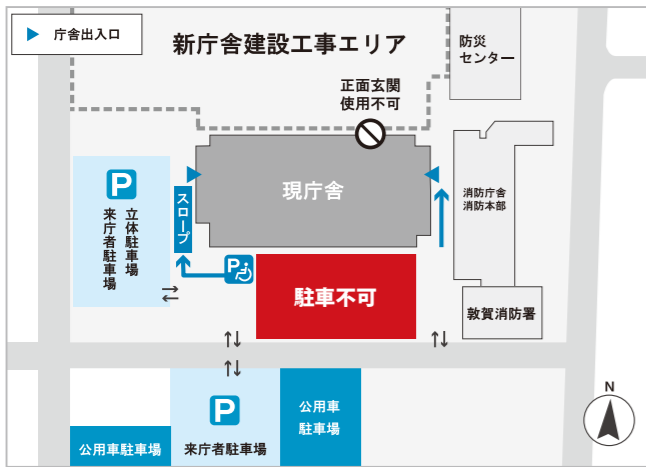 庁舎出入口
新庁舎建設工事エリア
防災
センター
正面玄関
使用不可
現庁舎
消防庁舎
消防本部
P
立体駐車場
来庁者駐車場
スロープ
P
駐車不可
敦賀消防署
N
P
来庁者駐車場
公用車
駐車場
公用車駐車場